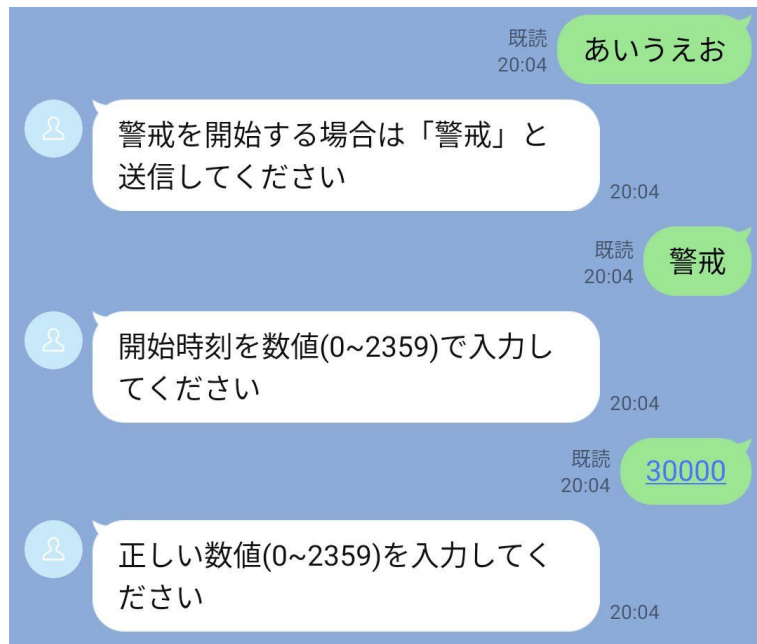 既読
20:04
あいうえお
警戒を開始する場合は「警戒」と
送信してください
20:04
既読
20:04
警戒
開始時刻を数値(0~2359)で入力し
てください
20:04
既読
20:04
30000
正しい数値(0~2359)を入力してく
ださい
20:04